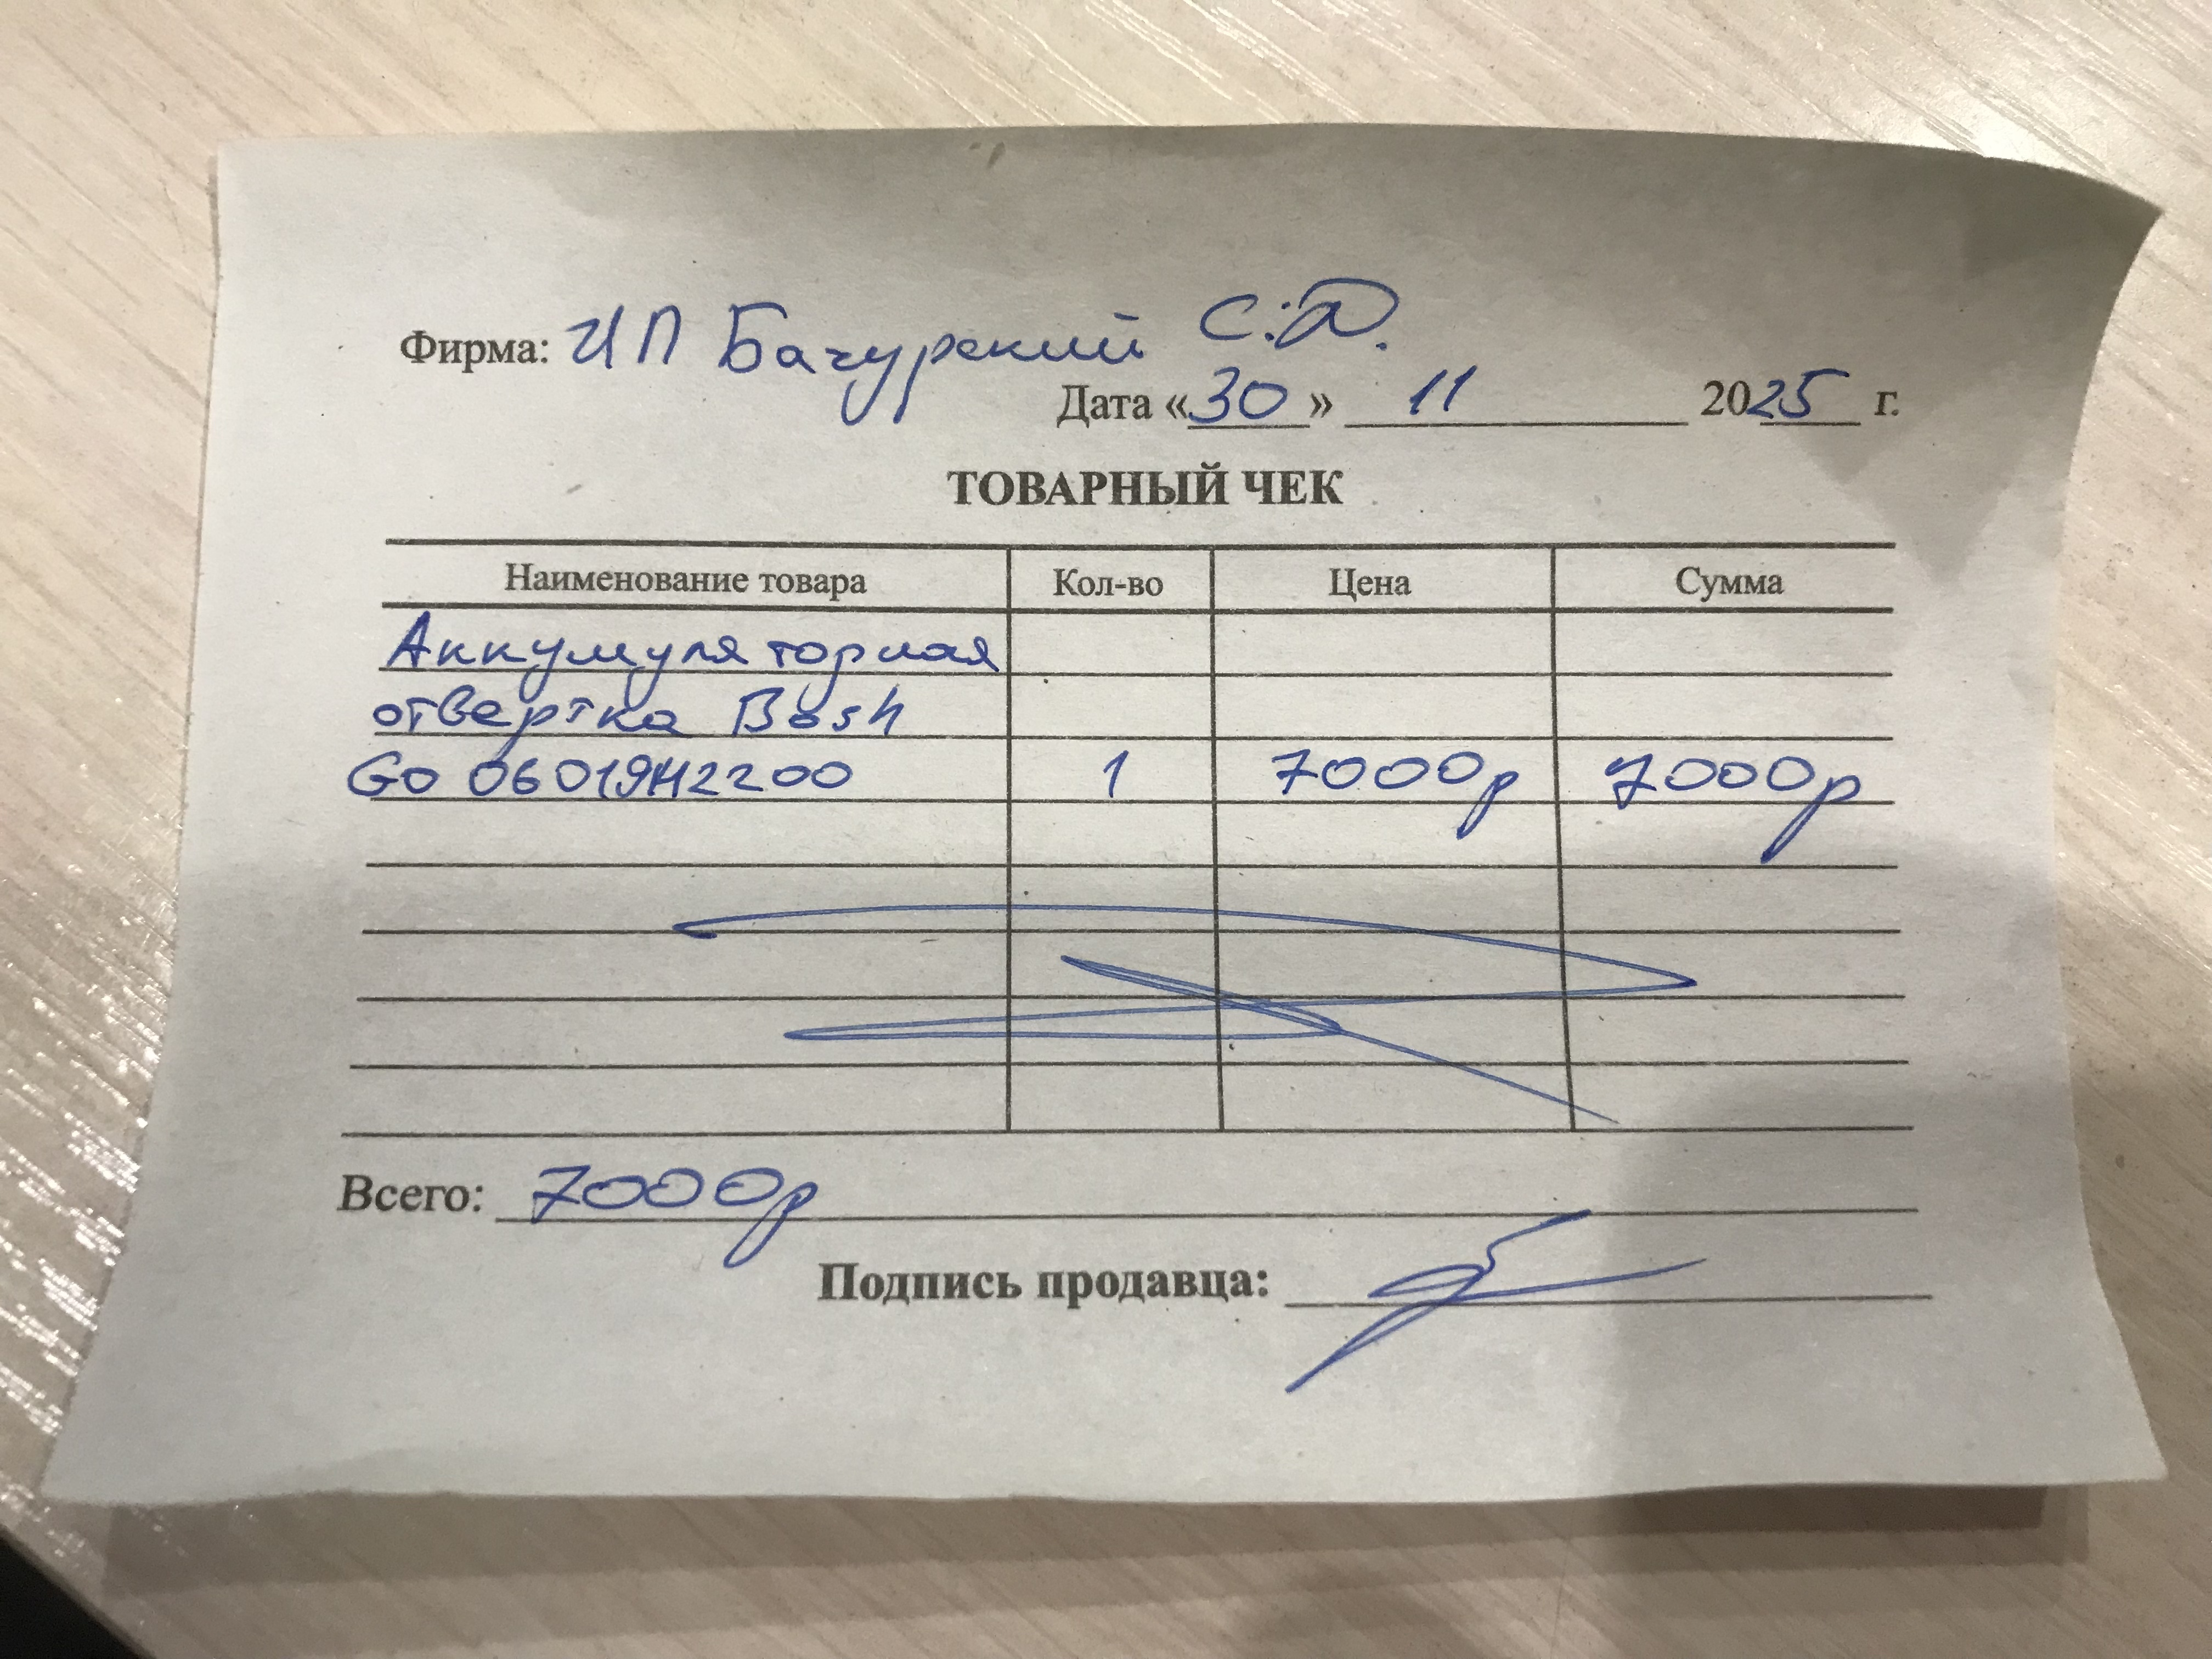 Фирма: ИП Бачурский С.Д.
Дата «30» 11 2025 г.
ТОВАРНЫЙ ЧЕК
Наименование товара Кол-во Цена Сумма
Аккумуляторная
отвертка Bosh
Go 06019H2200 1 7000р 7000р
Всего: 7000р
Подпись продавца: